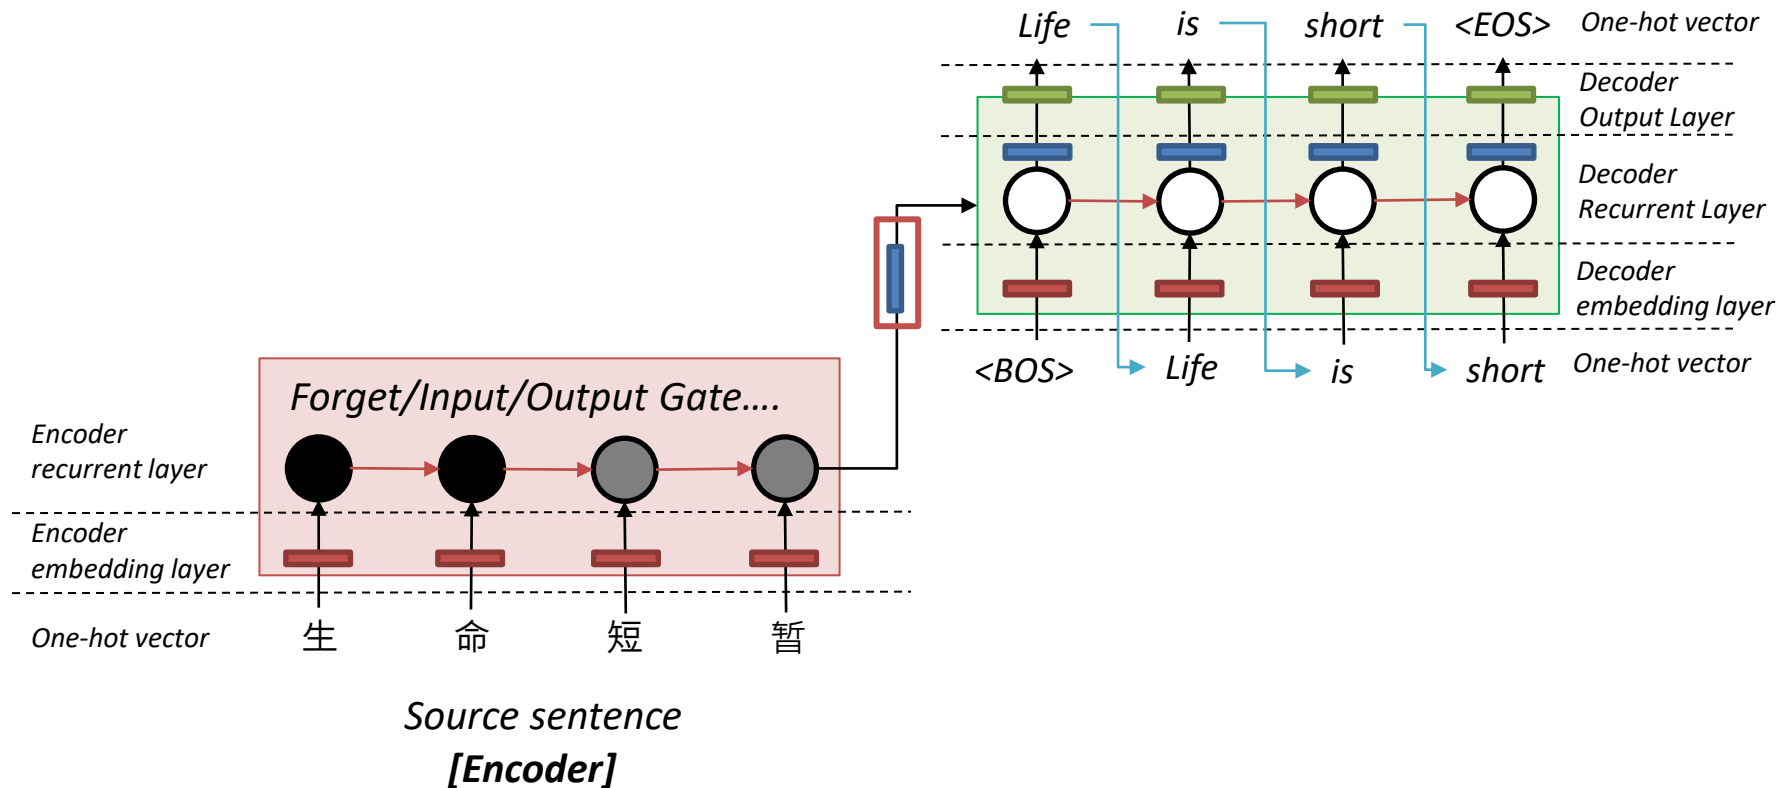 Life is short <EOS> One-hot vector
Decoder
Output Layer
Decoder
Recurrent Layer
Decoder
embedding layer
<BOS> Life is short One-hot vector
Forget/Input/Output Gate....
Encoder
recurrent layer
Encoder
embedding layer
One-hot vector 生 命 短 暂
Source sentence
[Encoder]